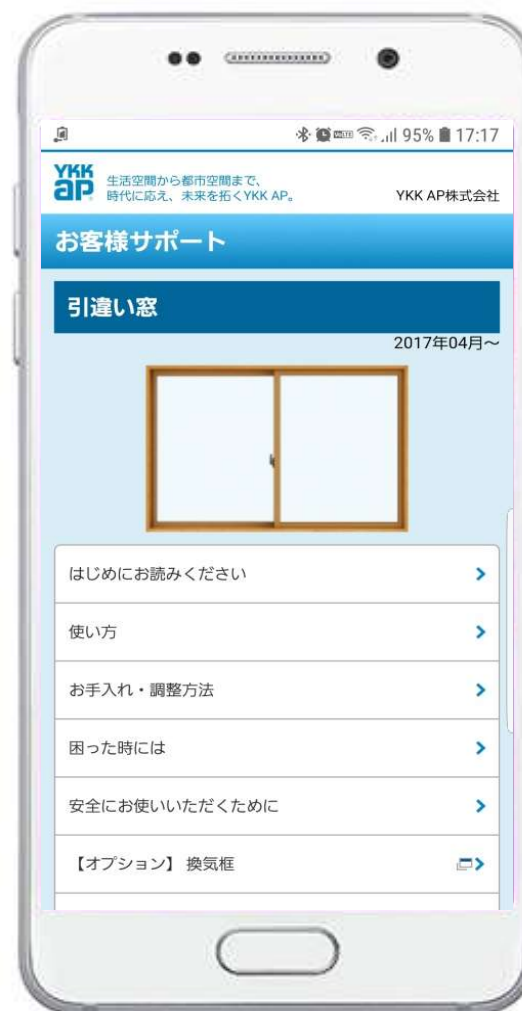 95% 17:17
YKK
ap
生活空間から都市空間まで、
時代に応え、未来を拓くYKK AP。
YKK AP株式会社
お客様サポート
引違い窓
2017年04月～
はじめにお読みください
使い方
お手入れ・調整方法
困った時には
安全にお使いいただくために
【オプション】 換気框